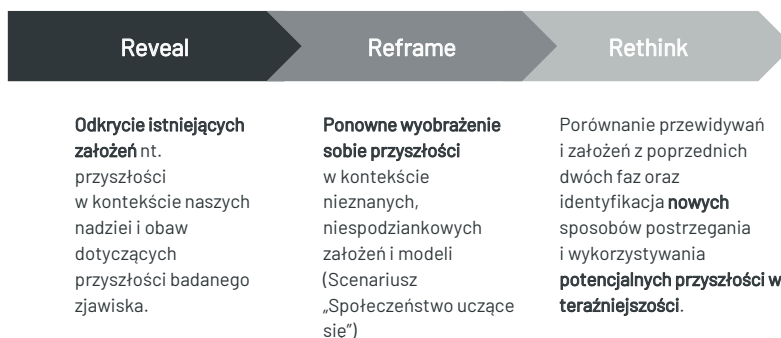 Reveal
Reframe
Rethink
Odkrycie istniejących
założeń nt.
przyszłości
w kontekście naszych
nadziei i obaw
dotyczących
przyszłości badanego
zjawiska.
Ponowne wyobrażenie
sobie przyszłości
w kontekście
nieznanych,
niespodziankowych
założeń i modeli
(Scenariusz
„Społeczeństwo uczące
się”)
Porównanie przewidywań
i założeń z poprzednich
dwóch faz oraz
identyfikacja nowych
sposobów postrzegania
i wykorzystywania
potencjalnych przyszłości w
teraźniejszości.